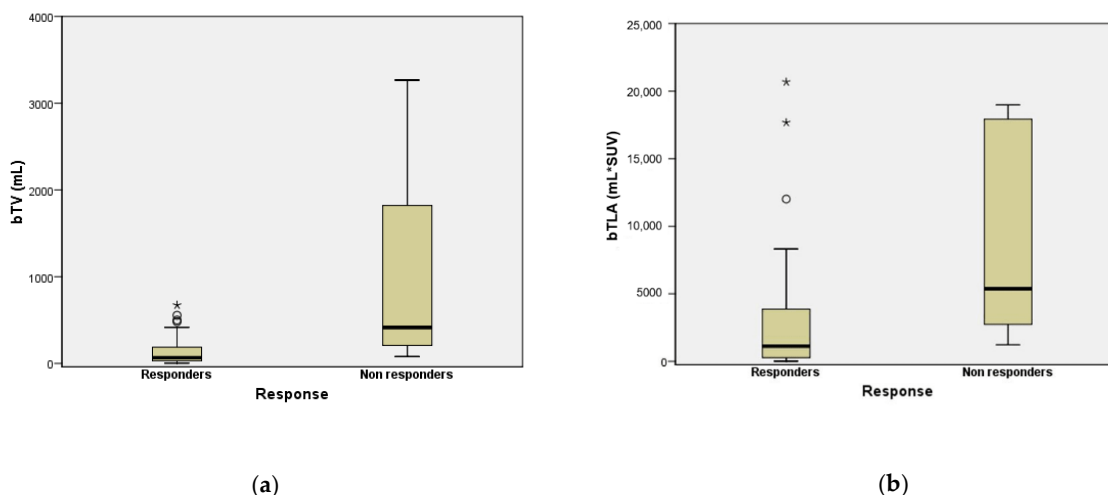 4000
3000
2000
1000
0
bTV (mL)
Responders
Non responders
Response
(a)
25,000
20,000
15,000
10,000
5000
0
bTLA (mL*SUV)
Responders
Non responders
Response
(b)